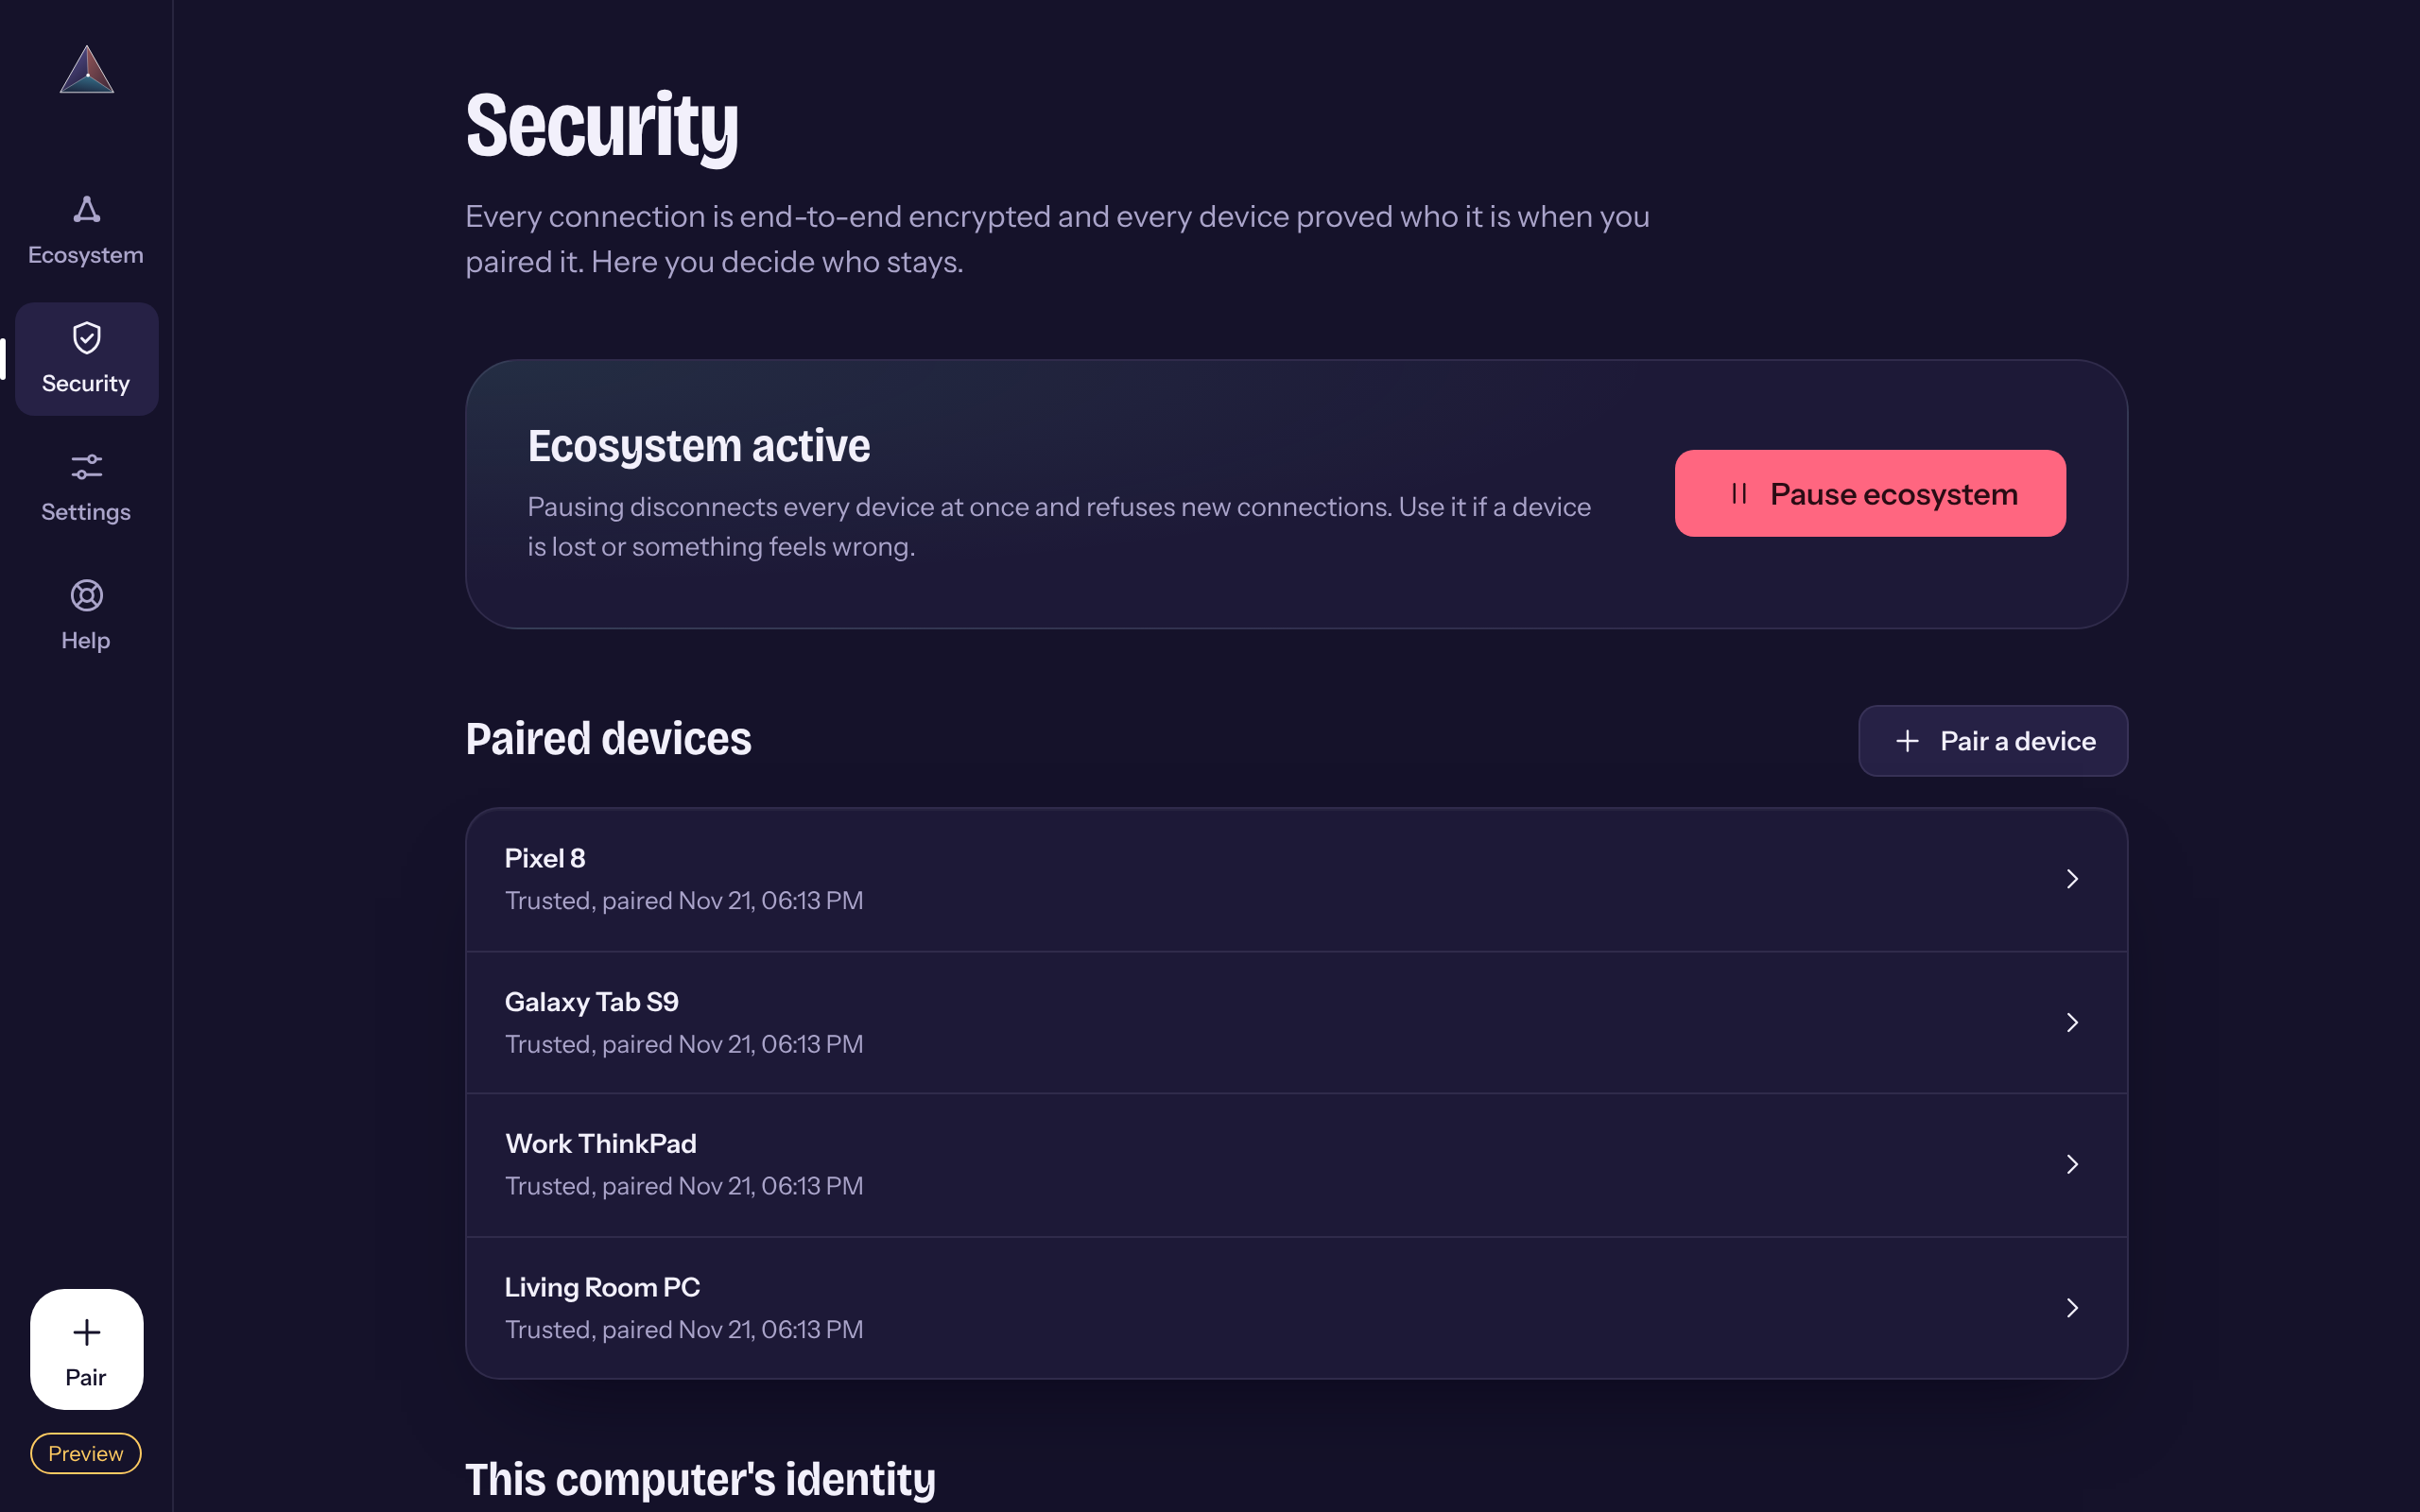 Ecosystem
Security
Settings
Help
Pair
Preview
Security
Every connection is end-to-end encrypted and every device proved who it is when you
paired it. Here you decide who stays.
Ecosystem active
Pausing disconnects every device at once and refuses new connections. Use it if a device
is lost or something feels wrong.
Pause ecosystem
Paired devices
Pair a device
Pixel 8
Trusted, paired Nov 21, 06:13 PM
Galaxy Tab S9
Trusted, paired Nov 21, 06:13 PM
Work ThinkPad
Trusted, paired Nov 21, 06:13 PM
Living Room PC
Trusted, paired Nov 21, 06:13 PM
This computer's identity